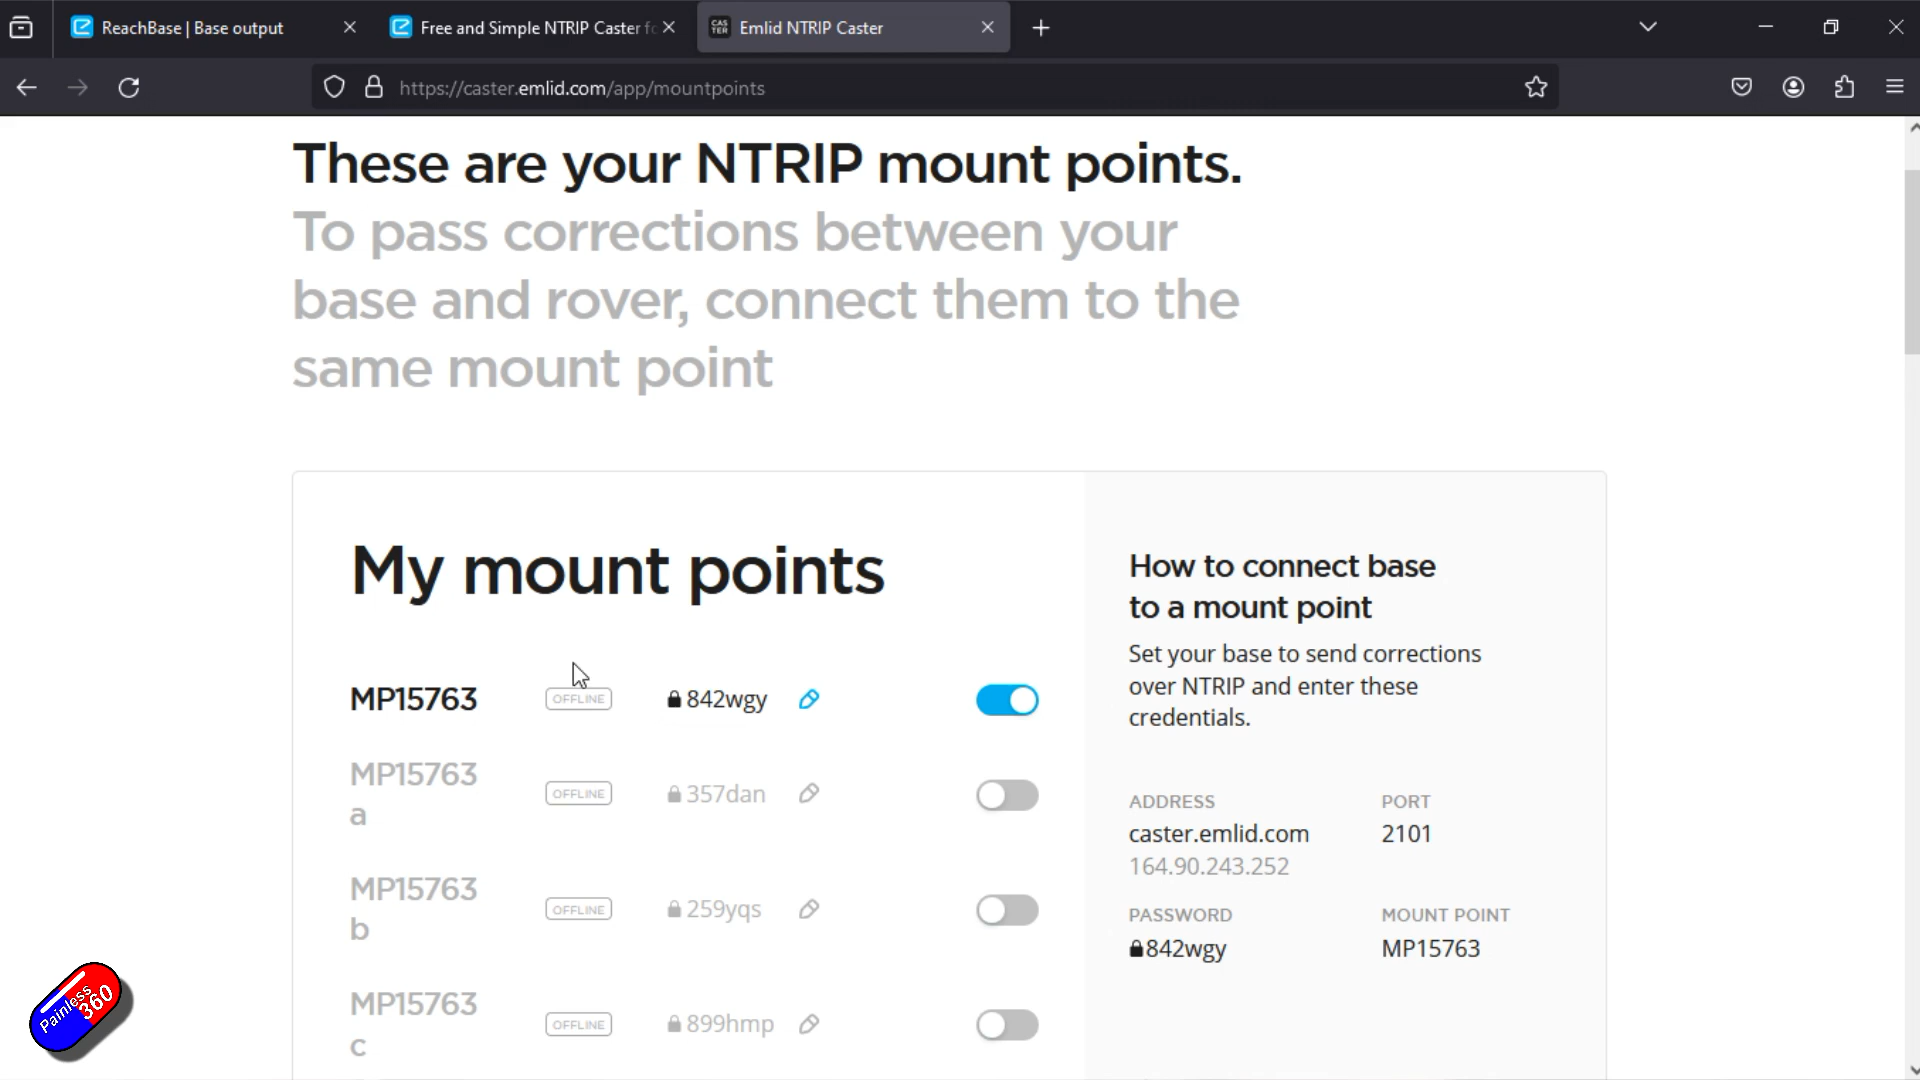 ReachBase | Base output
Free and Simple NTRIP Caster fo
CAS
TER
Emlid NTRIP Caster
https://caster.emlid.com/app/mountpoints
These are your NTRIP mount points.
To pass corrections between your
base and rover, connect them to the
same mount point
My mount points
MP15763
OFFLINE
842wgy
MP15763
a
OFFLINE
357dan
MP15763
b
OFFLINE
259yqs
MP15763
c
OFFLINE
899hmp
How to connect base
to a mount point
Set your base to send corrections
over NTRIP and enter these
credentials.
ADDRESS
caster.emlid.com
164.90.243.252
PORT
2101
PASSWORD
842wgy
MOUNT POINT
MP15763
Painless
360